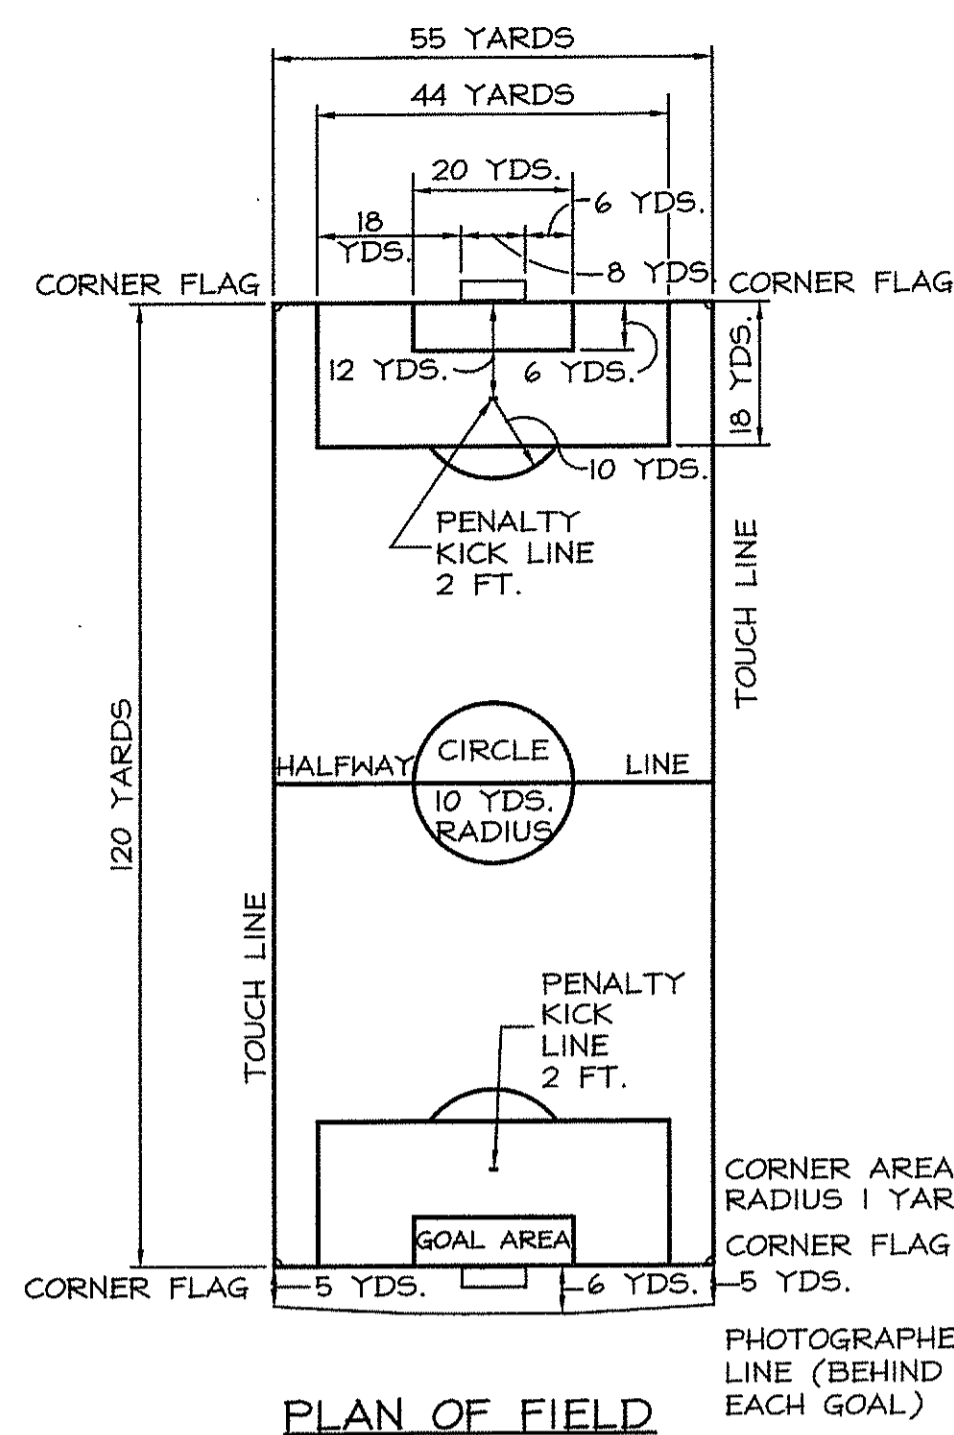 55 YARDS
44 YARDS
20 YDS.
6 YDS.
18
YDS.
8 YDS
CORNER FLAG
CORNER FLAG
12 YDS.
6 YDS.
18 YDS.
10 YDS.
PENALTY
KICK LINE
2 FT.
TOUCH LINE
120 YARDS
HALFWAY
CIRCLE
LINE
10 YDS.
RADIUS
TOUCH LINE
PENALTY
KICK
LINE
2 FT.
CORNER AREA
RADIUS 1 YAR
GOAL AREA
CORNER FLAG
CORNER FLAG
5 YDS.
6 YDS.
5 YDS.
PHOTOGRAPHE
LINE (BEHIND
EACH GOAL)
PLAN OF FIELD